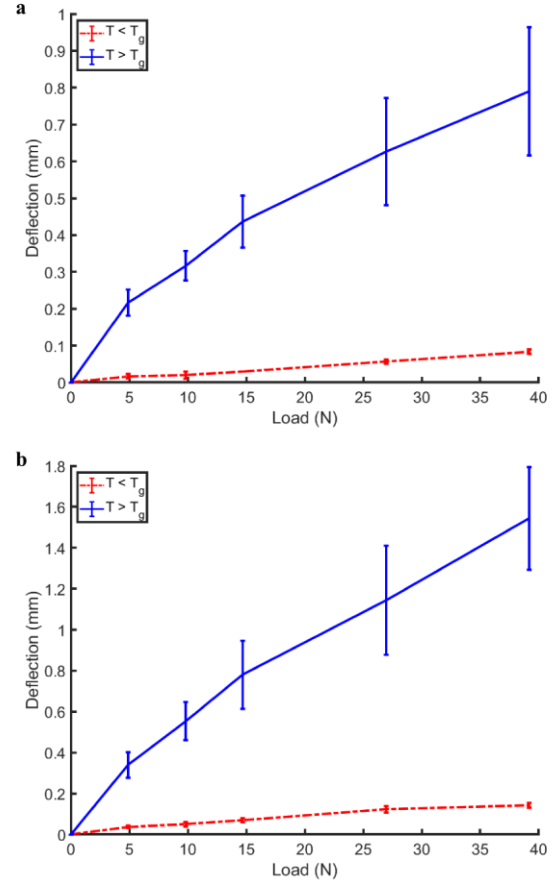 a
T < Tg
T > Tg
1
0.9
0.8
0.7
0.6
0.5
0.4
0.3
0.2
0.1
0
Deflection (mm)
0 5 10 15 20 25 30 35 40
Load (N)
b
T < Tg
T > Tg
1.8
1.6
1.4
1.2
1
0.8
0.6
0.4
0.2
0
Deflection (mm)
0 5 10 15 20 25 30 35 40
Load (N)